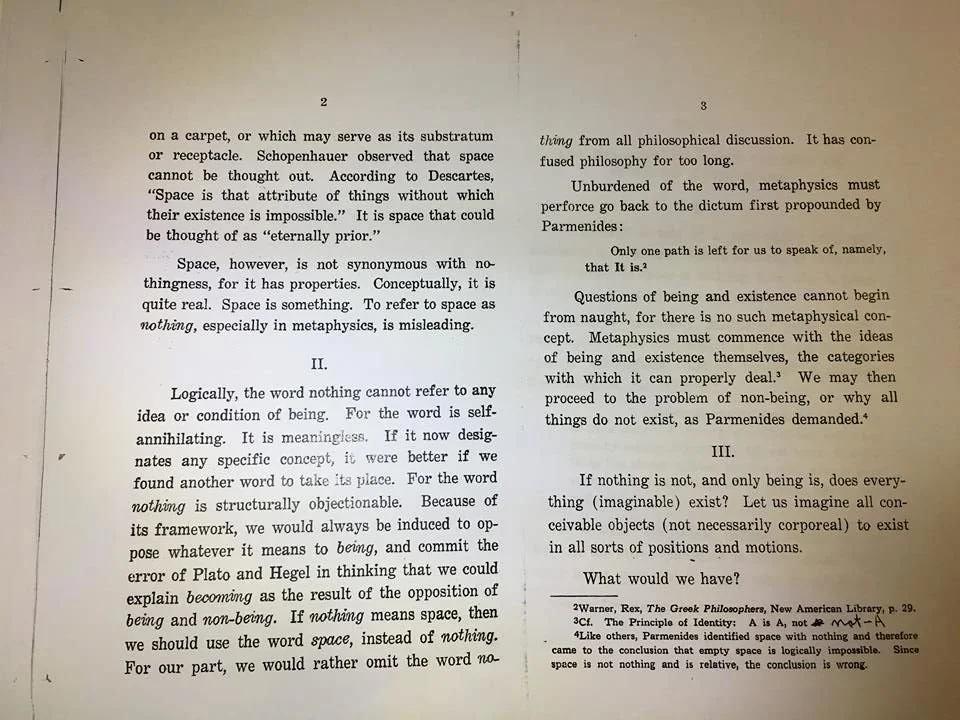 2
on a carpet, or which may serve as its substratum
or receptacle. Schopenhauer observed that space
cannot be thought out. According to Descartes,
“Space is that attribute of things without which
their existence is impossible.” It is space that could
be thought of as “eternally prior.”
Space, however, is not synonymous with no-
thingness, for it has properties. Conceptually, it is
quite real. Space is something. To refer to space as
nothing, especially in metaphysics, is misleading.
II.
Logically, the word nothing cannot refer to any
idea or condition of being. For the word is self-
annihilating. It is meaningless. If it now desig-
nates any specific concept, it were better if we
found another word to take its place. For the word
nothing is structurally objectionable. Because of
its framework, we would always be induced to op-
pose whatever it means to being, and commit the
error of Plato and Hegel in thinking that we could
explain becoming as the result of the opposition of
being and non-being. If nothing means space, then
we should use the word space, instead of nothing.
For our part, we would rather omit the word no-
3
thing from all philosophical discussion. It has con-
fused philosophy for too long.
Unburdened of the word, metaphysics must
perforce go back to the dictum first propounded by
Parmenides:
Only one path is left for us to speak of, namely,
that It is.²
Questions of being and existence cannot begin
from naught, for there is no such metaphysical con-
cept. Metaphysics must commence with the ideas
of being and existence themselves, the categories
with which it can properly deal.³ We may then
proceed to the problem of non-being, or why all
things do not exist, as Parmenides demanded.⁴
III.
If nothing is not, and only being is, does every-
thing (imaginable) exist? Let us imagine all con-
ceivable objects (not necessarily corporeal) to exist
in all sorts of positions and motions.
What would we have?
²Warner, Rex, The Greek Philosophers, New American Library, p. 29.
³Cf. The Principle of Identity: A is A, not not-A
⁴Like others, Parmenides identified space with nothing and therefore
came to the conclusion that empty space is logically impossible. Since
space is not nothing and is relative, the conclusion is wrong.